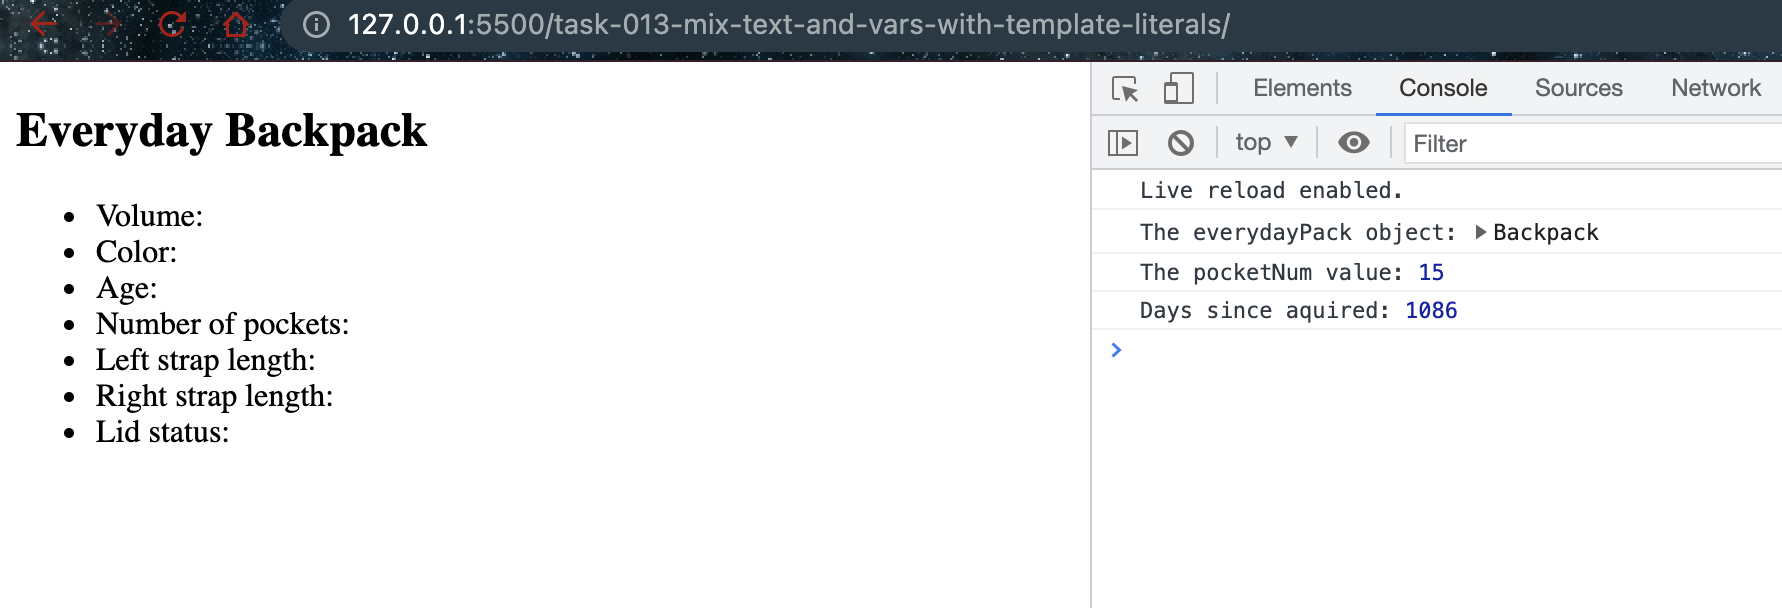 127.0.0.1:5500/task-013-mix-text-and-vars-with-template-literals/
Everyday Backpack
Volume:
Color:
Age:
Number of pockets:
Left strap length:
Right strap length:
Lid status:
Elements Console Sources Network
top Filter
Live reload enabled.
The everydayPack object: Backpack
The pocketNum value: 15
Days since aquired: 1086